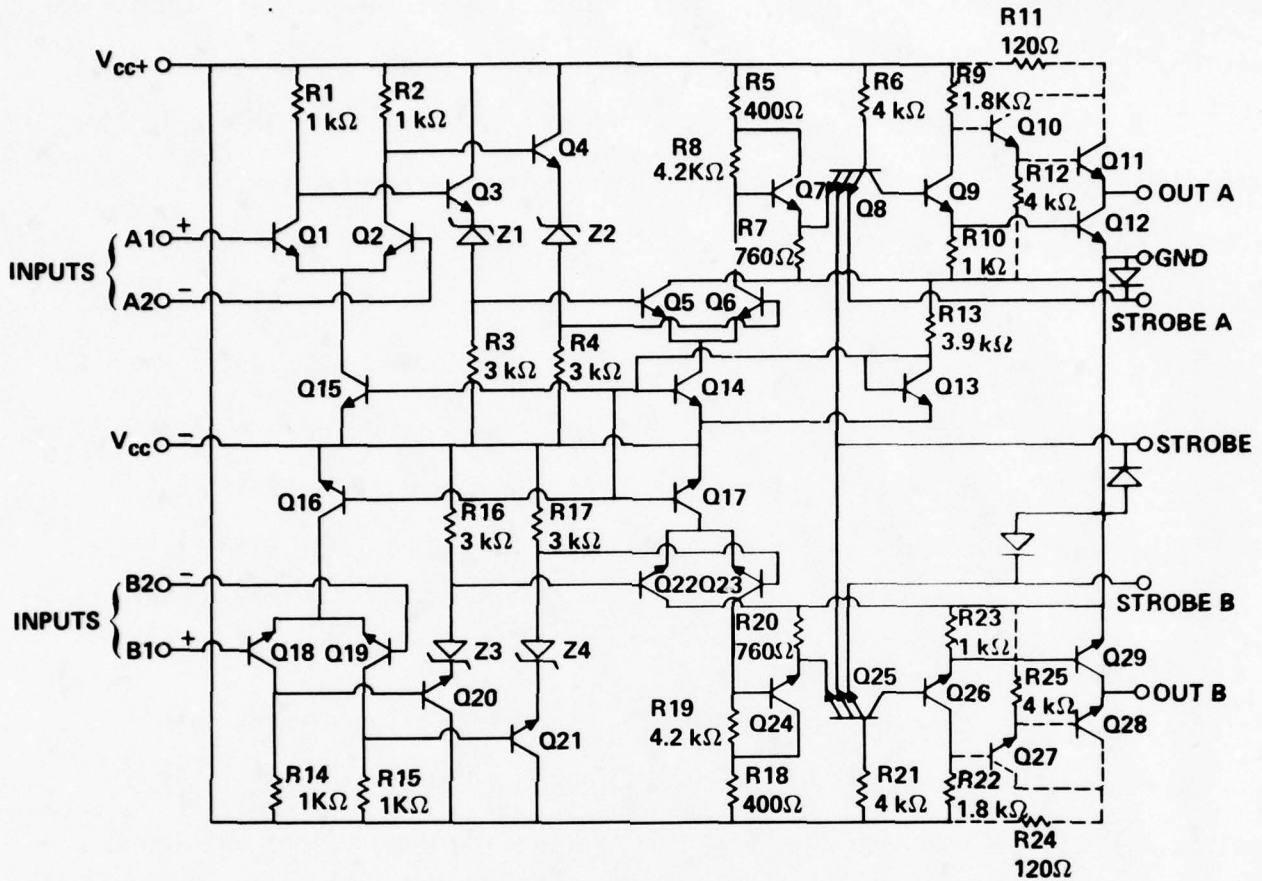 R11
120Ω
Vcc+
R1
1 kΩ
R2
1 kΩ
R5
400Ω
R6
4 kΩ
R9
1.8KΩ
Q10
Q4
R8
4.2KΩ
Q11
Q3
Q7
Q8
Q9
R12
4 kΩ
OUT A
A1 +
Q1
Q2
Z1
Z2
R7
760Ω
R10
1 KΩ
Q12
GND
INPUTS
A2 −
Q5
Q6
STROBE A
R3
3 kΩ
R4
3 kΩ
R13
3.9 kΩ
Q15
Q14
Q13
Vcc −
STROBE
Q16
R16
3 kΩ
R17
3 kΩ
Q17
B2 −
Q22
Q23
STROBE B
INPUTS
B1 +
Q18
Q19
Z3
Z4
R20
760Ω
Q25
R23
1 kΩ
Q29
Q20
Q26
R25
4 kΩ
OUT B
Q21
R19
4.2 kΩ
Q24
Q28
Q27
R14
1KΩ
R15
1KΩ
R18
400Ω
R21
4 kΩ
R22
1.8 kΩ
R24
120Ω